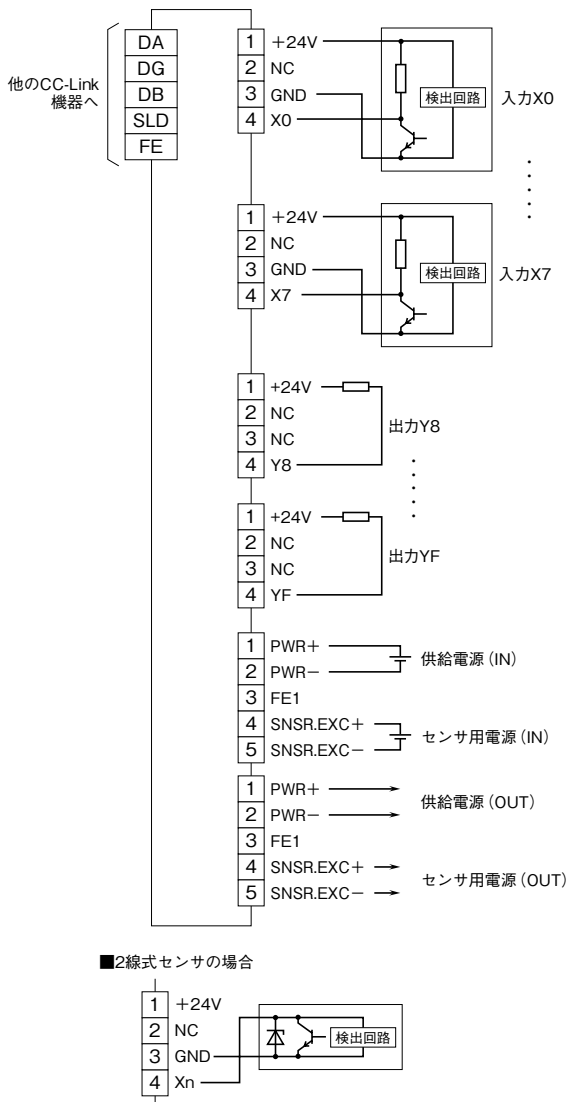 他のCC-Link
機器へ
DA
DG
DB
SLD
FE
1 +24V
2 NC
3 GND
4 X0
検出回路
入力X0
1 +24V
2 NC
3 GND
4 X7
検出回路
入力X7
1 +24V
2 NC
3 NC
4 Y8
出力Y8
1 +24V
2 NC
3 NC
4 YF
出力YF
1 PWR+
2 PWR−
3 FE1
4 SNSR.EXC+
5 SNSR.EXC−
供給電源(IN)
センサ用電源(IN)
1 PWR+
2 PWR−
3 FE1
4 SNSR.EXC+
5 SNSR.EXC−
供給電源(OUT)
センサ用電源(OUT)
■2線式センサの場合
1 +24V
2 NC
3 GND
4 Xn
検出回路